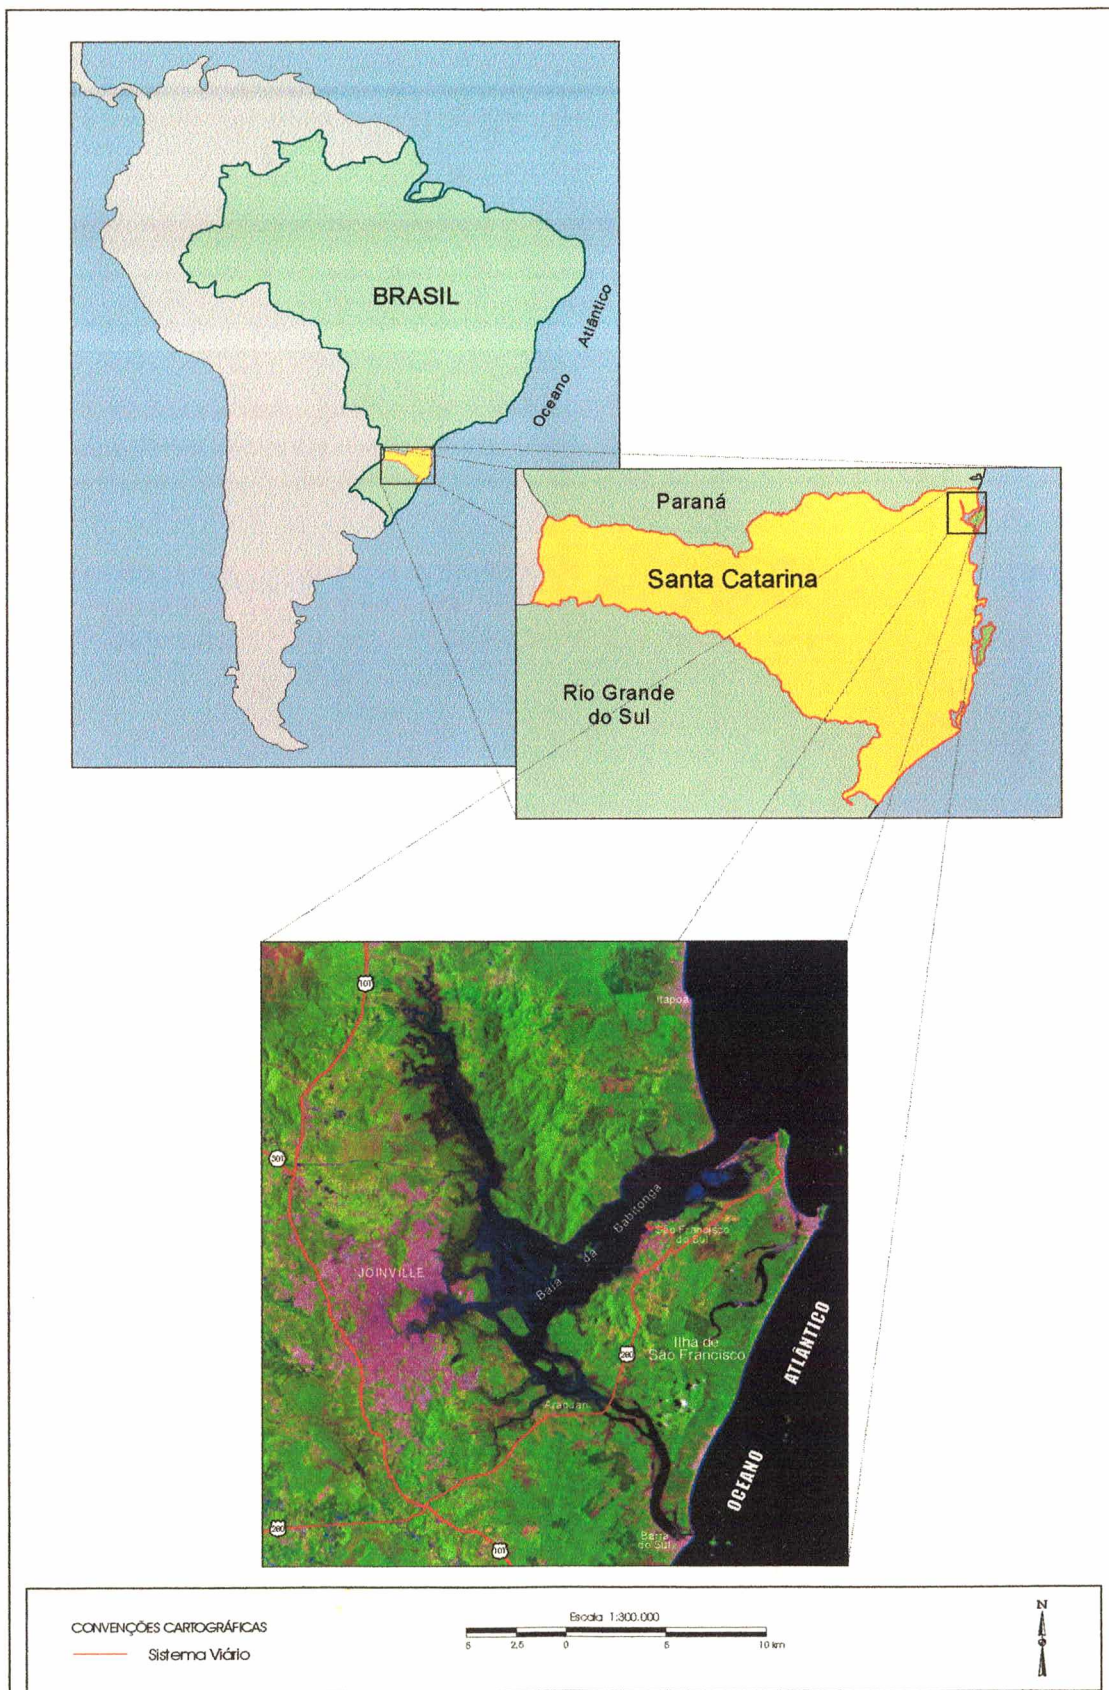 BRASIL
Oceano Atlântico
Paraná
Santa Catarina
Rio Grande
do Sul
101
Itapoá
301
Baía da Babitonga
São Francisco
do Sul
JOINVILLE
Ilha de
São Francisco
280
OCEANO ATLÂNTICO
Araquari
280
101
Barra
do Sul
CONVENÇÕES CARTOGRÁFICAS
Sistema Viário
Escala 1:300.000
5 2,5 0 5 10 km
N